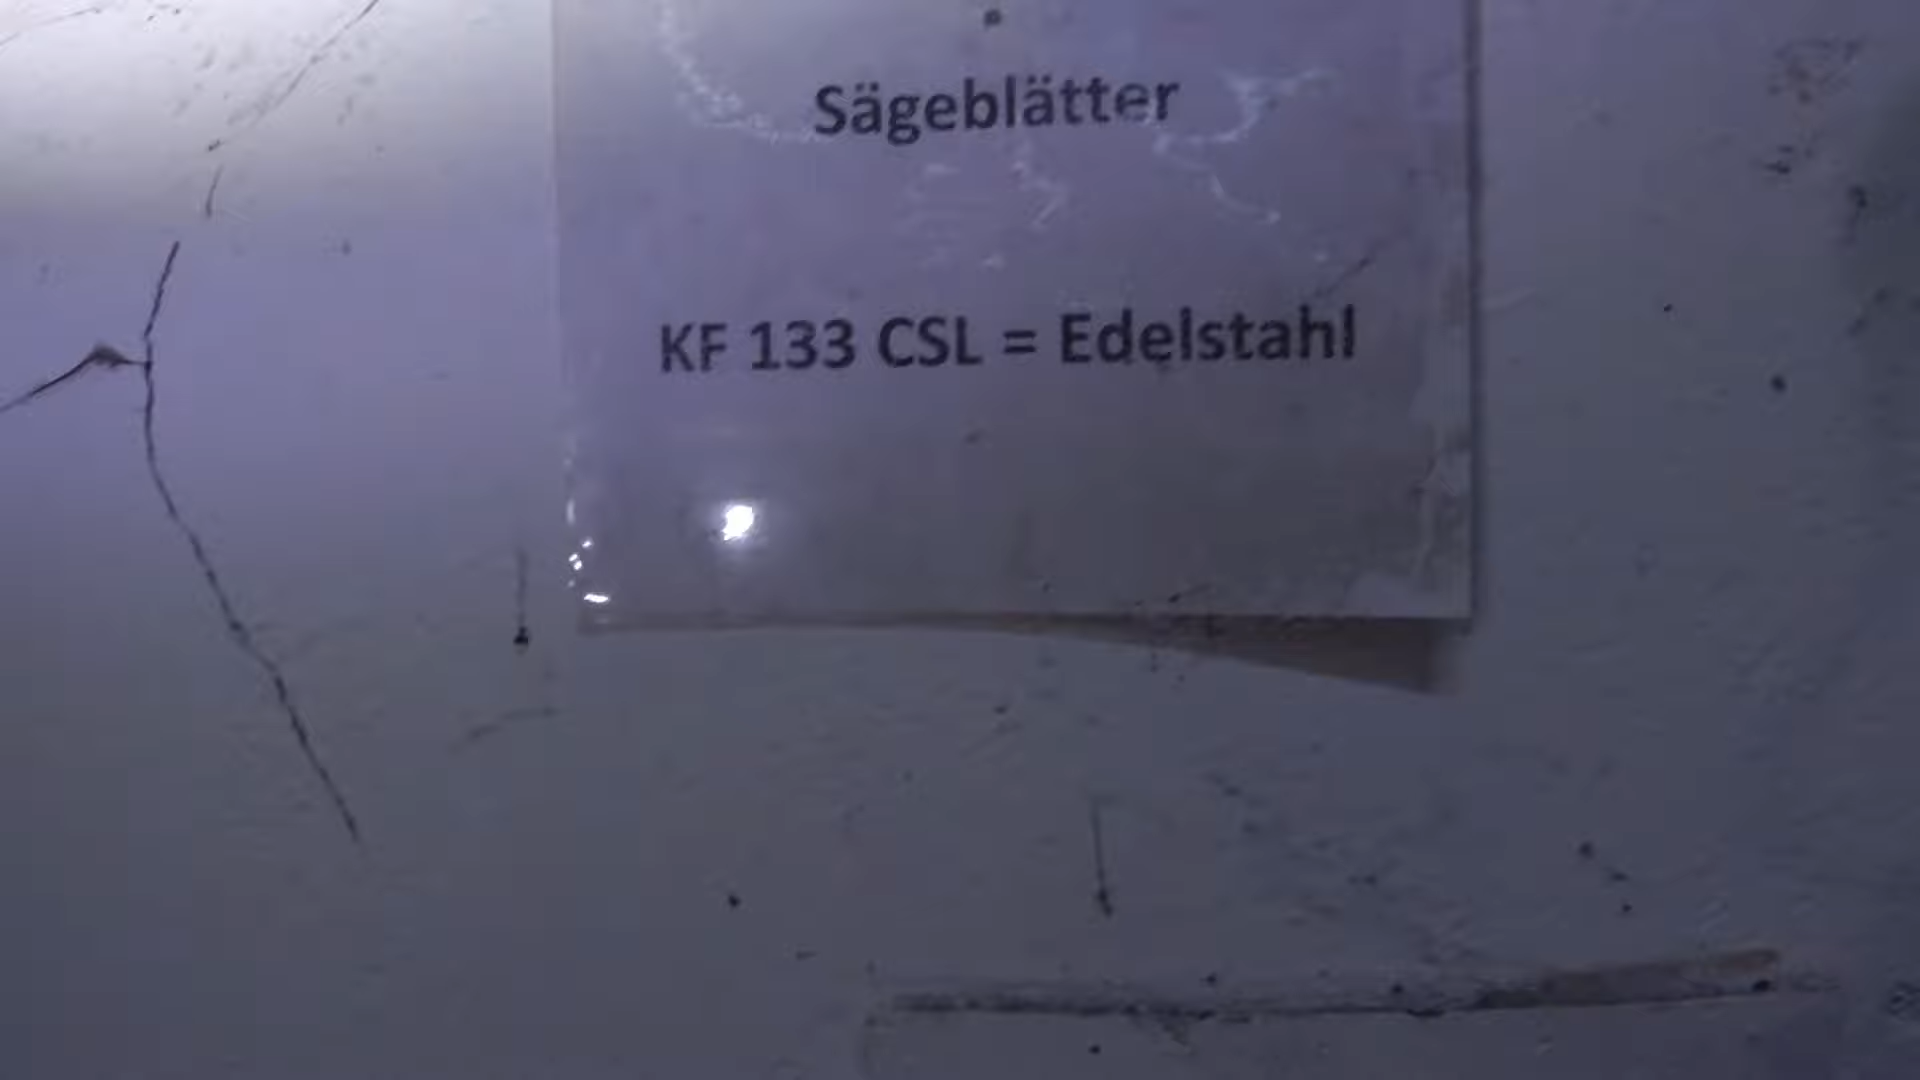 Sägeblätter
KF 133 CSL = Edelstahl